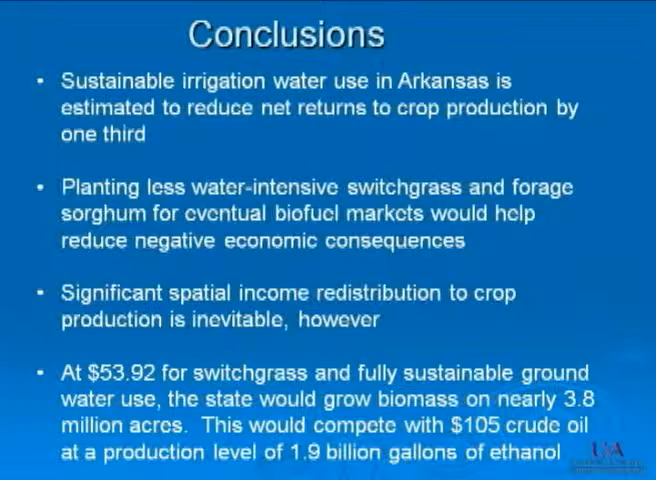 Conclusions
• Sustainable irrigation water use in Arkansas is
estimated to reduce net returns to crop production by
one third
• Planting less water-intensive switchgrass and forage
sorghum for eventual biofuel markets would help
reduce negative economic consequences
• Significant spatial income redistribution to crop
production is inevitable, however
• At $53.92 for switchgrass and fully sustainable ground
water use, the state would grow biomass on nearly 3.8
million acres. This would compete with $105 crude oil
at a production level of 1.9 billion gallons of ethanol